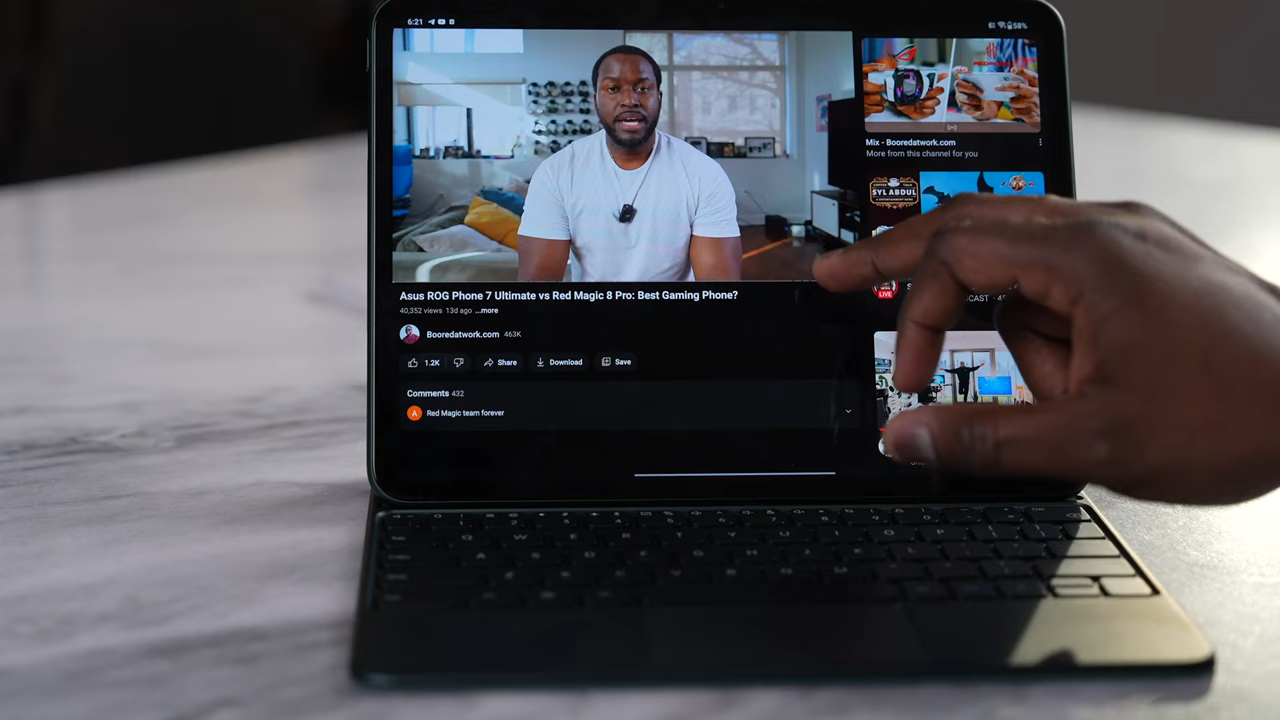 6:21
58%
Mix - Booredatwork.com
More from this channel for you
SYL ABDUL
LIVE
Asus ROG Phone 7 Ultimate vs Red Magic 8 Pro: Best Gaming Phone?
40,352 views 13d ago ...more
Booredatwork.com 463K
1.2K Share Download Save
Comments 432
A Red Magic team forever